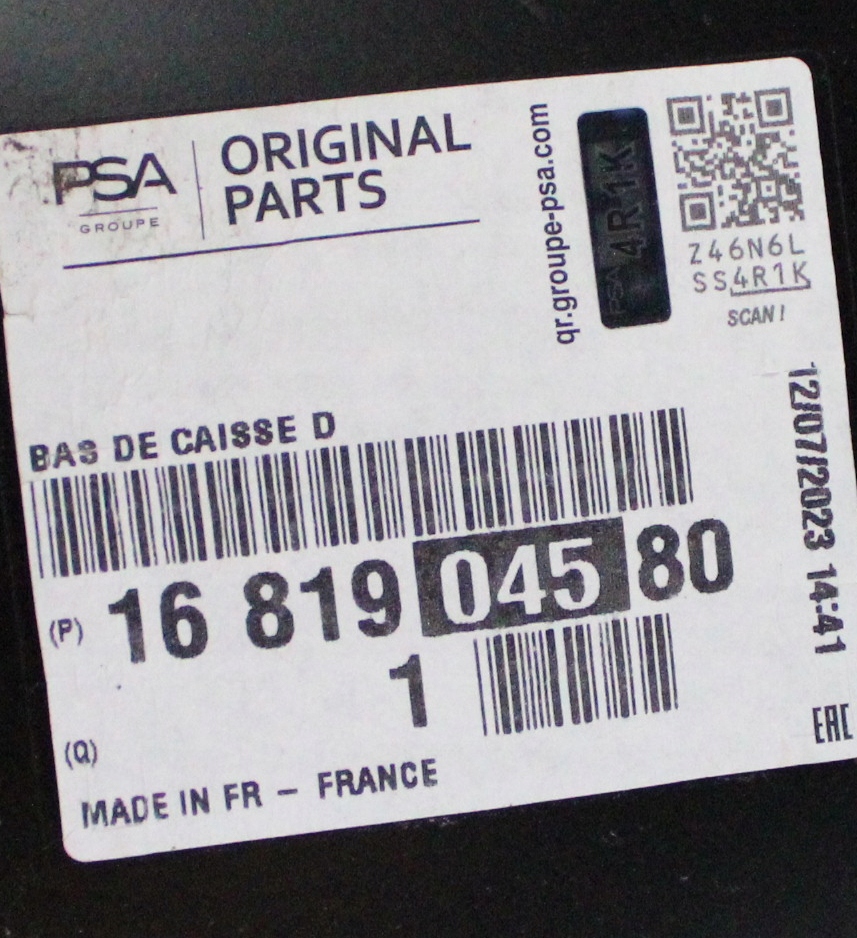 PSA
GROUPE
ORIGINAL
PARTS
qr.groupe-psa.com
PSA 4R1K
Z46N6L
SS4R1K
SCAN!
12/07/2023 14:41
BAS DE CAISSE D
(P) 16 819 045 80
(Q) 1
MADE IN FR - FRANCE
EAC